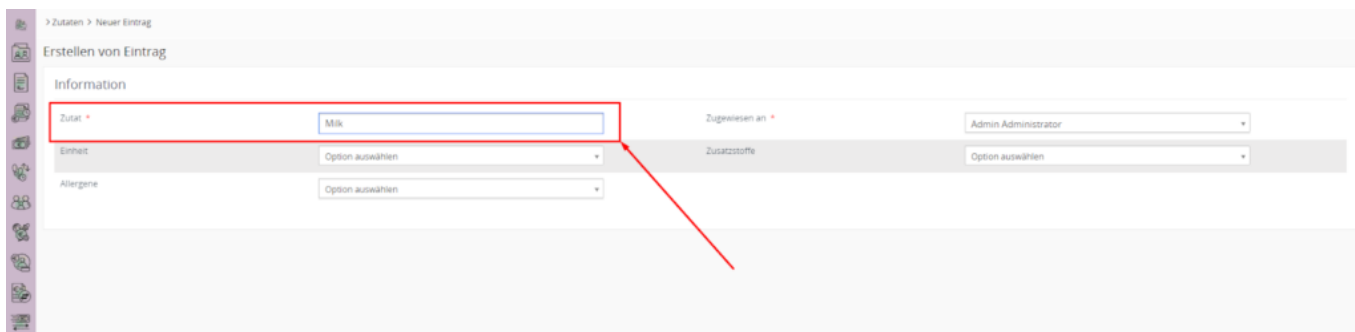 > Zutaten > Neuer Eintrag
Erstellen von Eintrag
Information
Zutat * Milk Zugewiesen an * Admin Administrator
Einheit Option auswählen Zusatzstoffe Option auswählen
Allergene Option auswählen